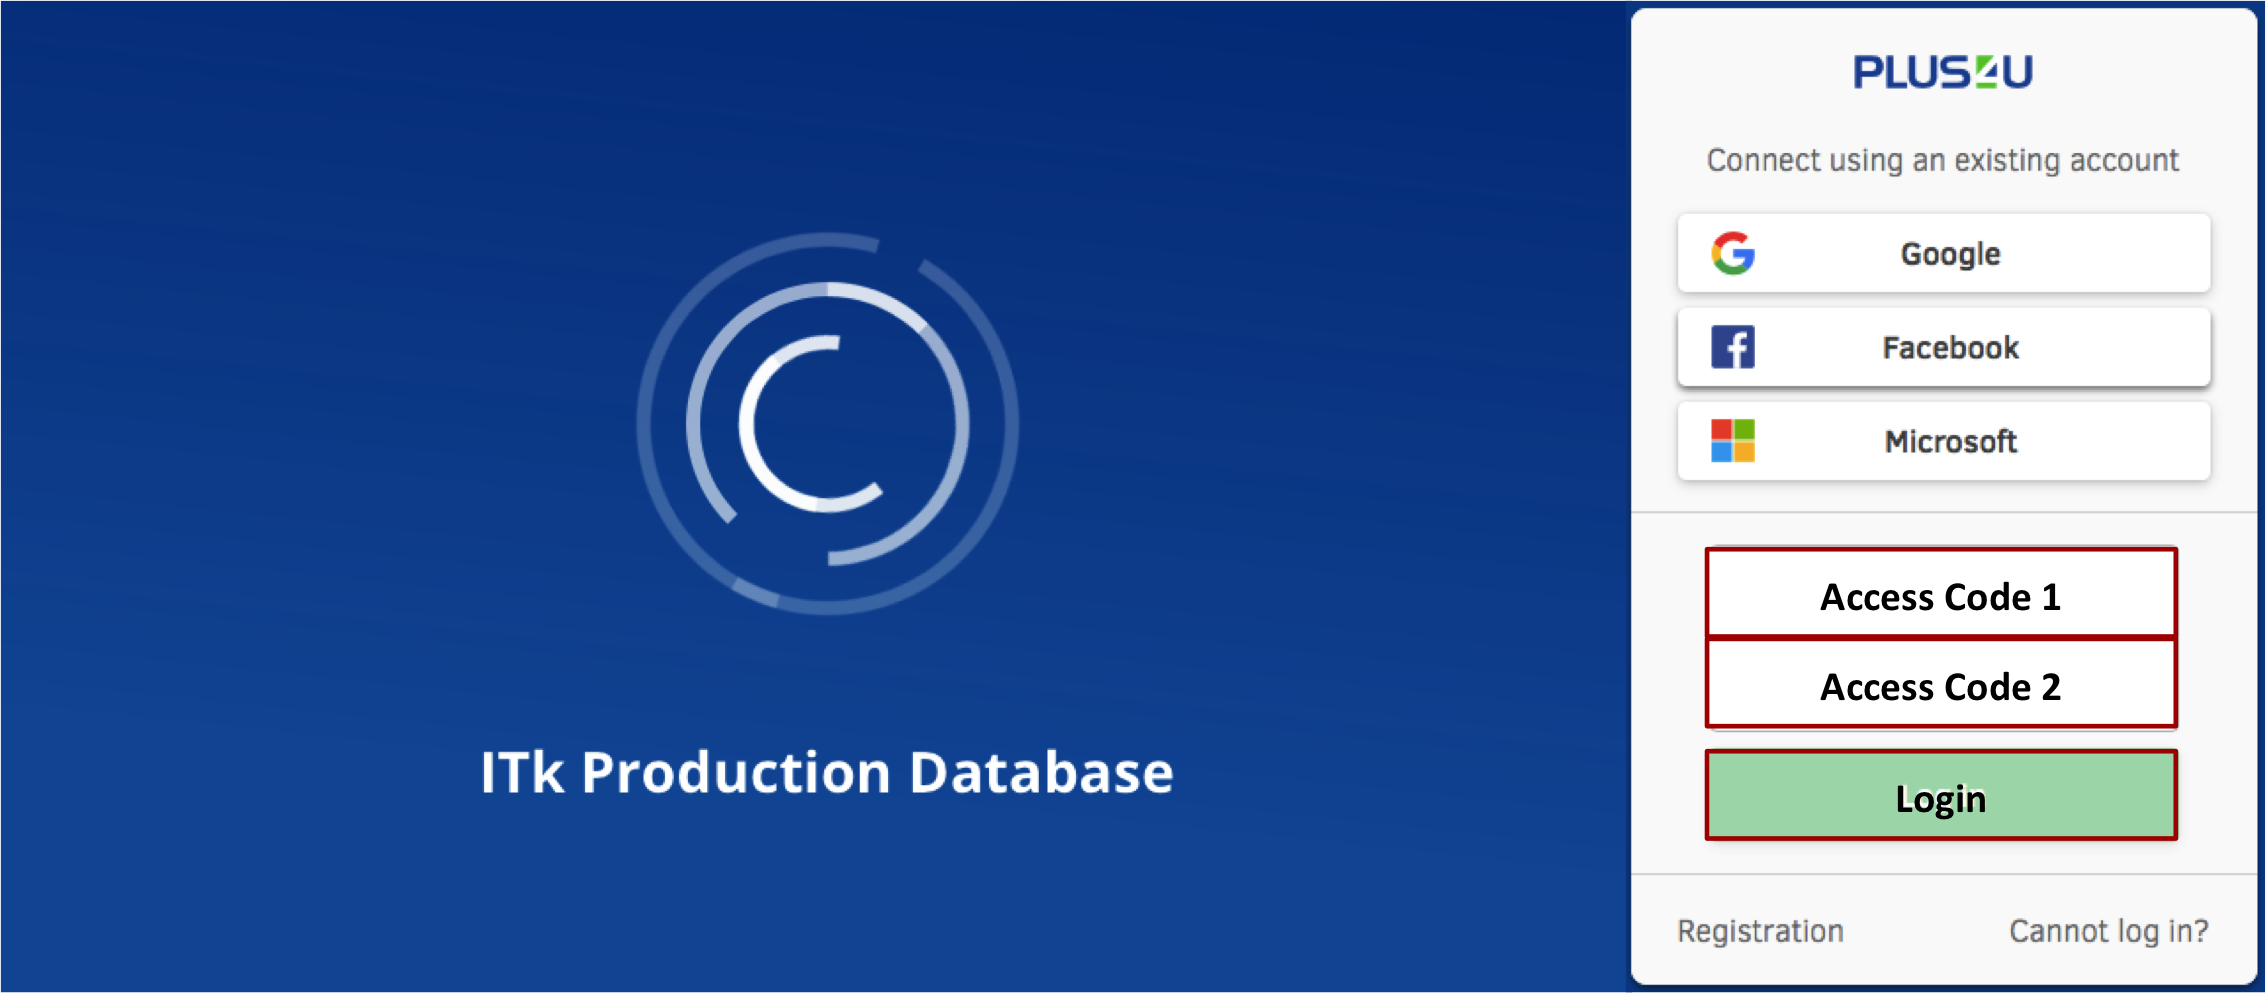 ITk Production Database
PLUS4U
Connect using an existing account
Google
Facebook
Microsoft
Access Code 1
Access Code 2
Login
Registration
Cannot log in?